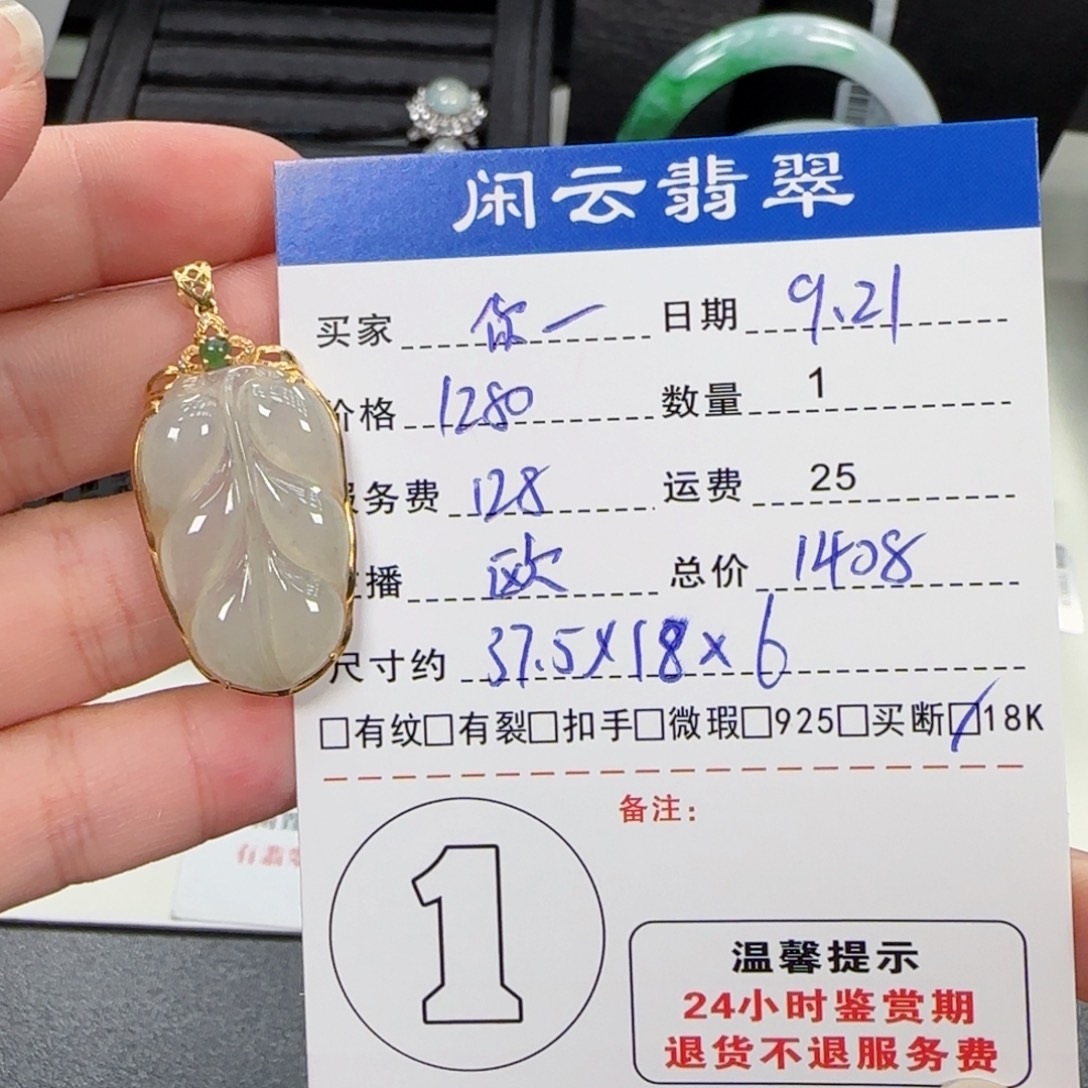 闲云翡翠
买家 你一 日期 9.21
价格 1280 数量 1
服务费 128 运费 25
播 欧 总价 1408
尺寸约 37.5×18×6
□有纹□有裂□扣手□微瑕□925□买断☑18K
备注:
1
温馨提示
24小时鉴赏期
退货不退服务费